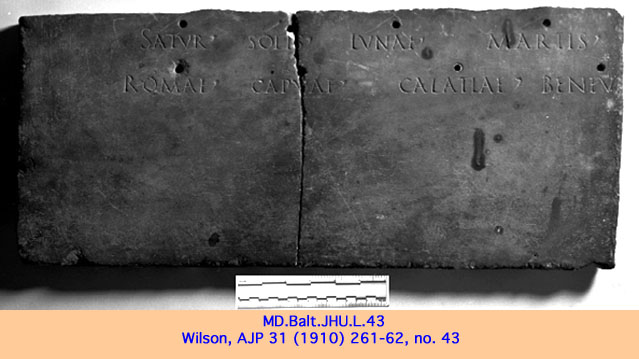 SATVR, SOLIS, LVNAE, MARTIS,
ROMAE, CAPVAE, CALATIAE, BENEV
MD.Balt.JHU.L.43
Wilson, AJP 31 (1910) 261-62, no. 43